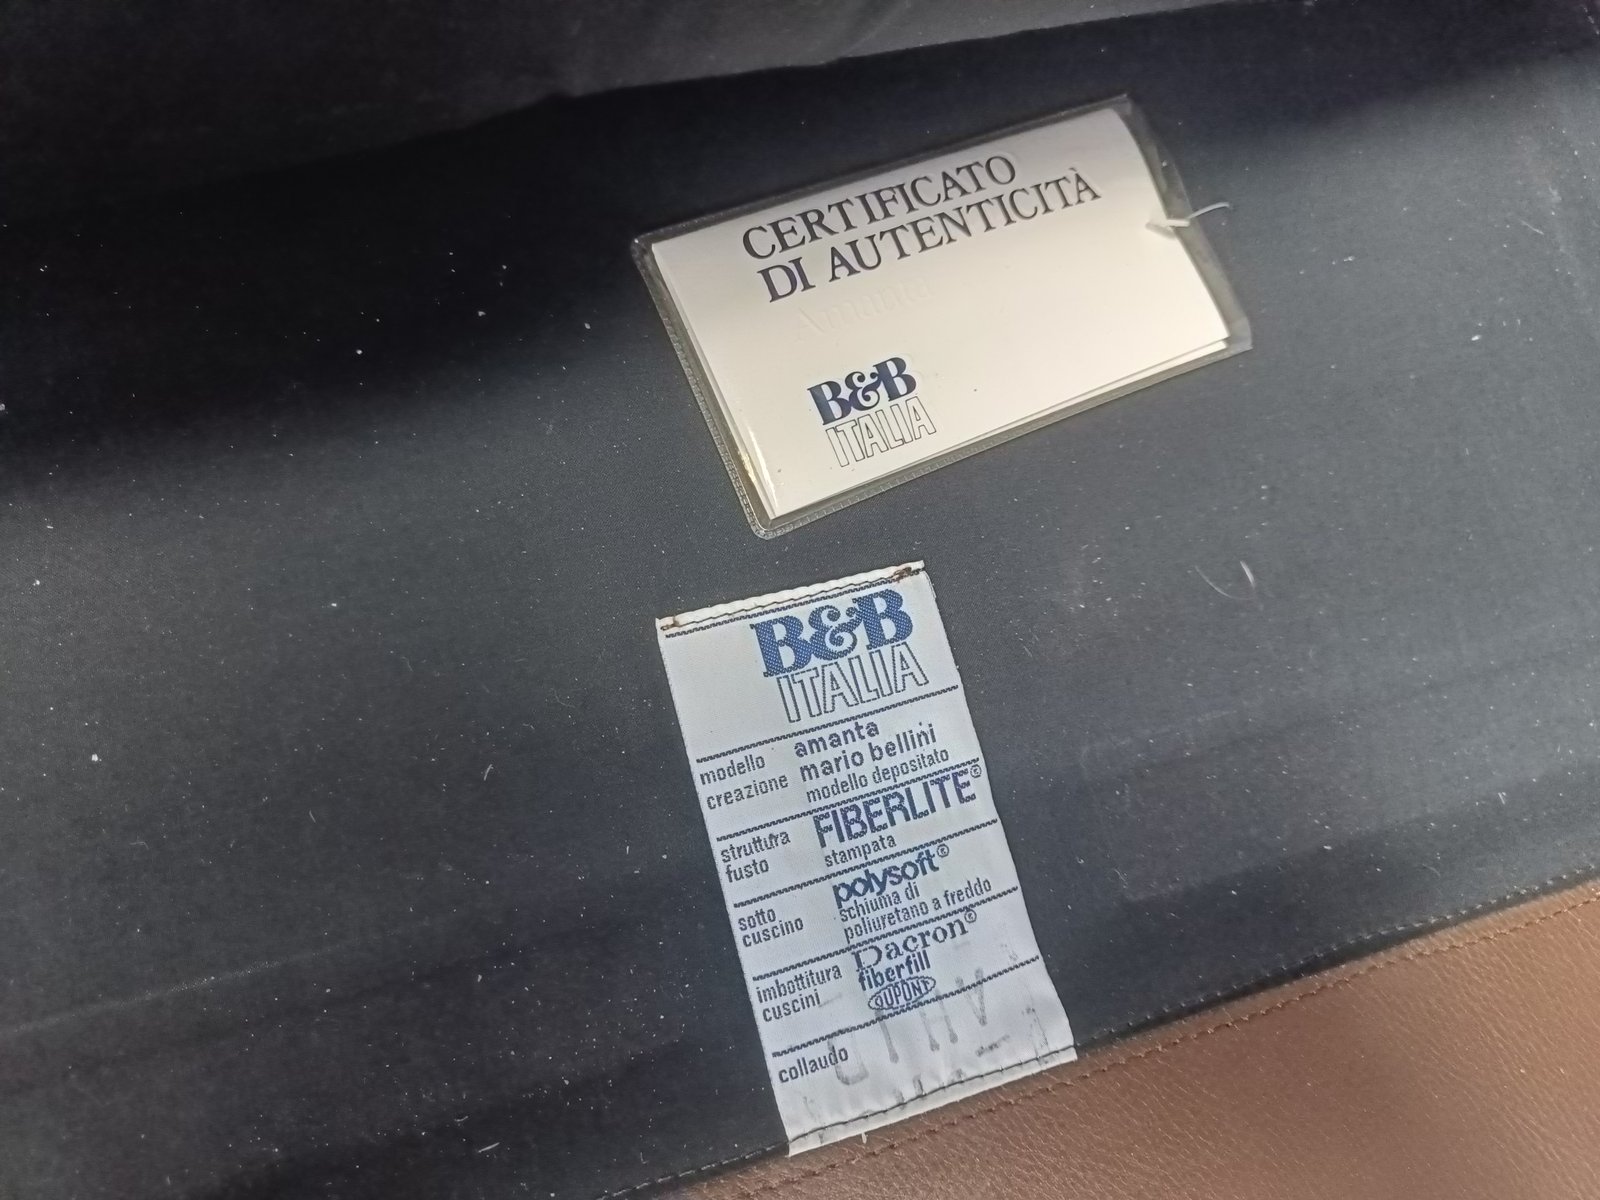 CERTIFICATO
DI AUTENTICITÀ
Amanta
B&B
ITALIA
B&B
ITALIA
modello amanta
creazione mario bellini
modello depositato
struttura fusto FIBERLITE®
stampata
sotto cuscino polysoft®
schiuma di
poliuretano a freddo
imbottitura cuscini Dacron®
fiberfill
DUPONT
collaudo